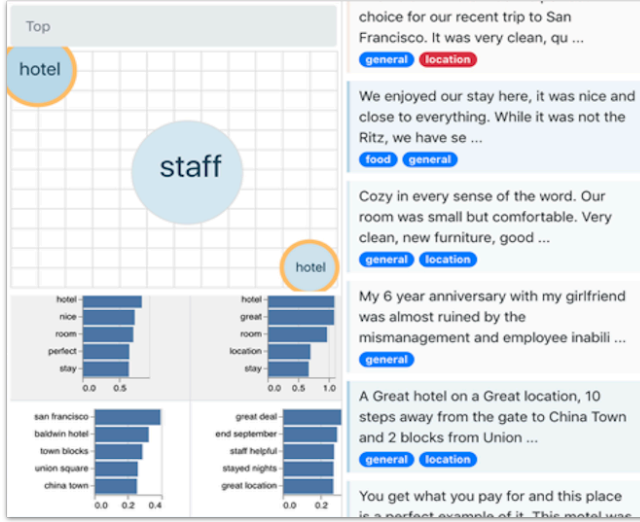 Top
hotel
staff
hotel
hotel
nice
room
perfect
stay
0.0 0.5
hotel
great
room
location
stay
0.0 0.5 1.0
san francisco
baldwin hotel
town blocks
union square
china town
0.0 0.2 0.4
great deal
end september
staff helpful
stayed nights
great location
0.0 0.2
choice for our recent trip to San
Francisco. It was very clean, qu ...
general location
We enjoyed our stay here, it was nice and
close to everything. While it was not the
Ritz, we have se ...
food general
Cozy in every sense of the word. Our
room was small but comfortable. Very
clean, new furniture, good ...
general location
My 6 year anniversary with my girlfriend
was almost ruined by the
mismanagement and employee inabili ...
general
A Great hotel on a Great location, 10
steps away from the gate to China Town
and 2 blocks from Union ...
general location
You get what you pay for and this place
is a perfect example of it. This motel was